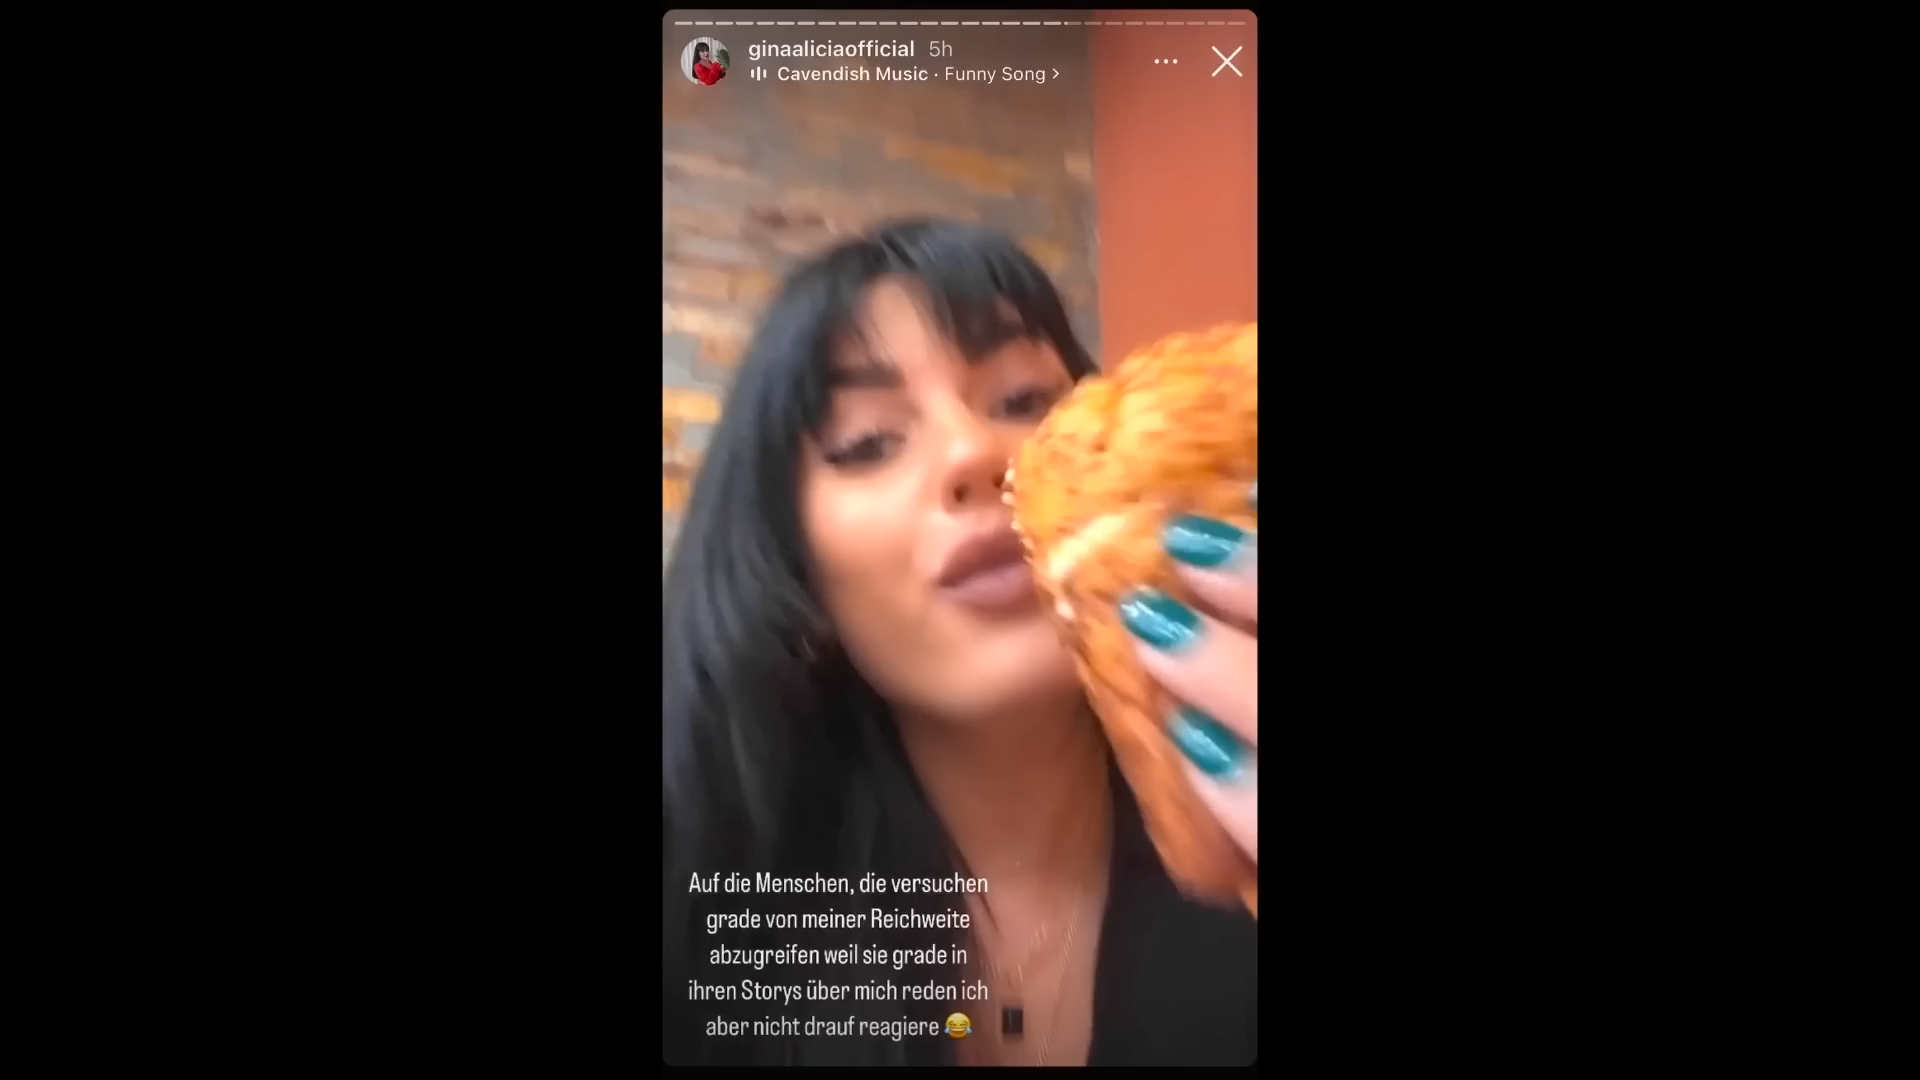 ginaaliciaofficial 5h
Cavendish Music · Funny Song >
Auf die Menschen, die versuchen
grade von meiner Reichweite
abzugreifen weil sie grade in
ihren Storys über mich reden ich
aber nicht drauf reagiere 😂